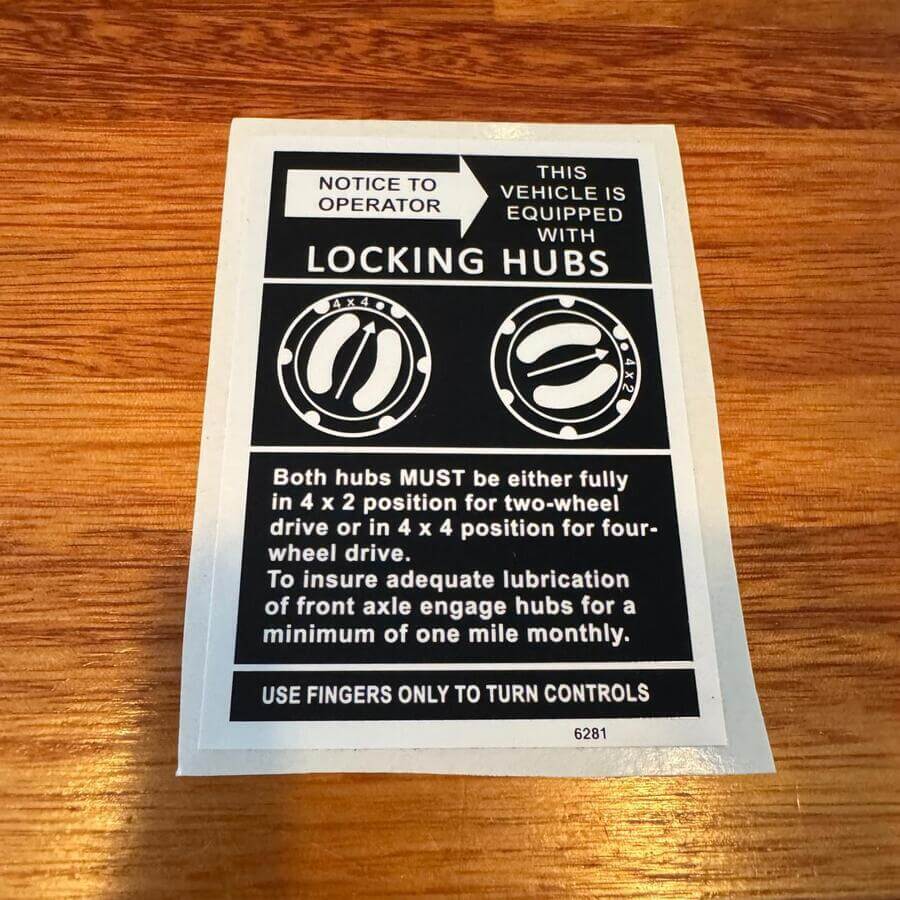 NOTICE TO
OPERATOR
THIS
VEHICLE IS
EQUIPPED
WITH
LOCKING HUBS
4 x 4
4 x 2
Both hubs MUST be either fully
in 4 x 2 position for two-wheel
drive or in 4 x 4 position for four-
wheel drive.
To insure adequate lubrication
of front axle engage hubs for a
minimum of one mile monthly.
USE FINGERS ONLY TO TURN CONTROLS
6281